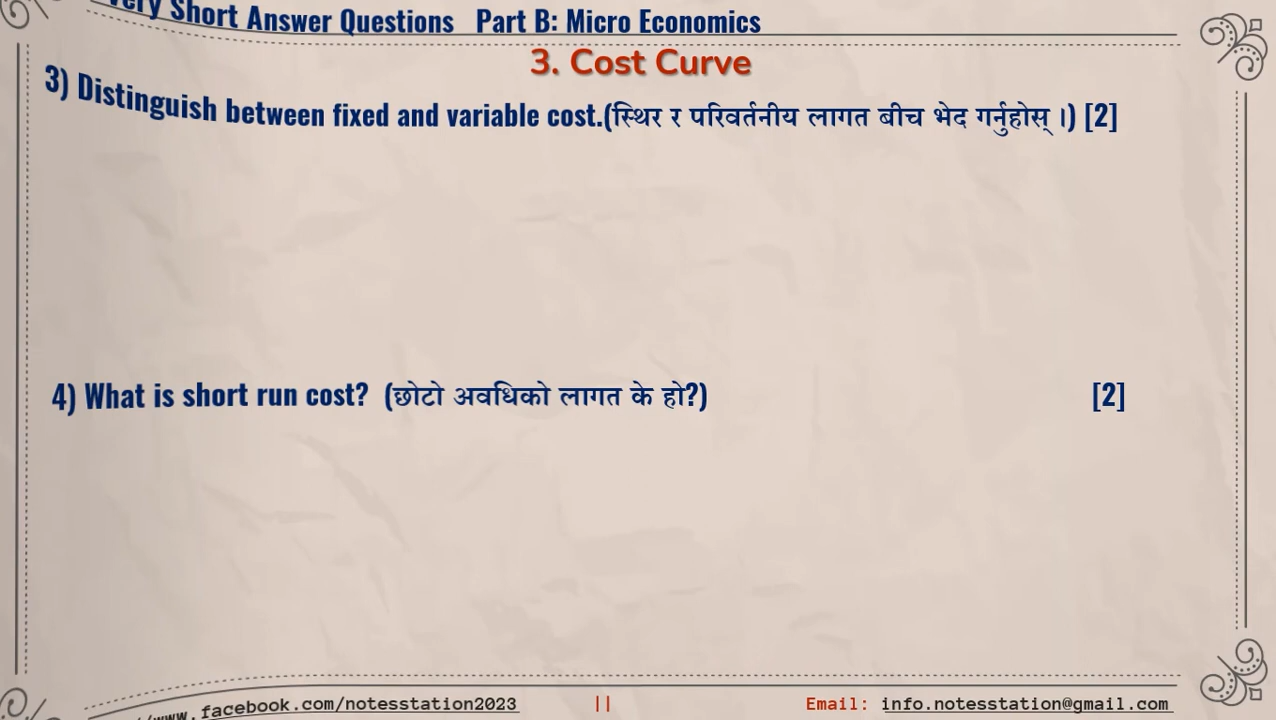 Very Short Answer Questions Part B: Micro Economics
3. Cost Curve
3) Distinguish between fixed and variable cost.(स्थिर र परिवर्तनीय लागत बीच भेद गर्नुहोस् ।) [2]
4) What is short run cost? (छोटो अवधिको लागत के हो?) [2]
www.facebook.com/notesstation2023 || Email: info.notesstation@gmail.com